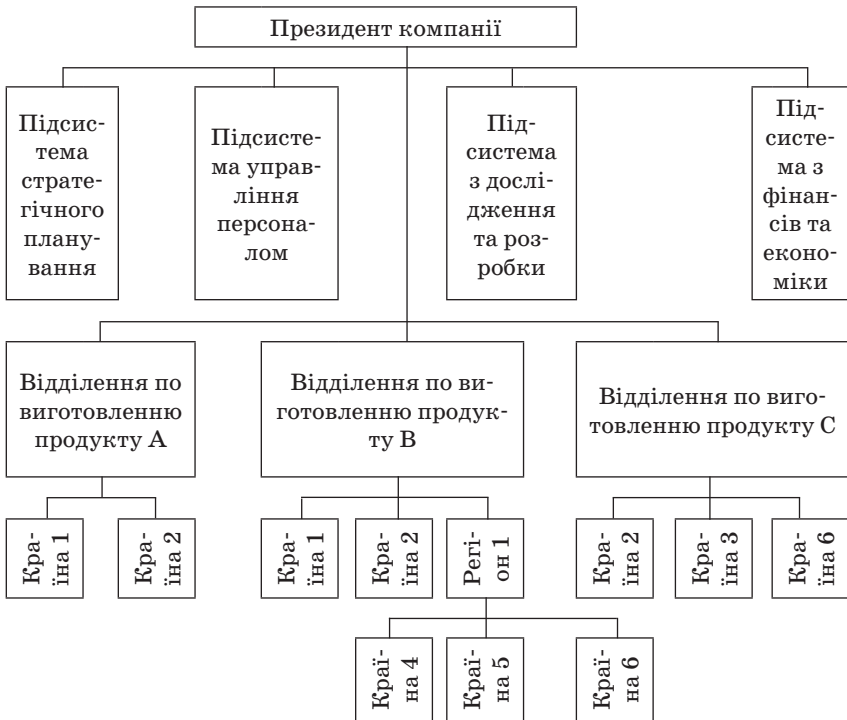 Президент компанії
Підсис-
тема
страте-
гічного
плану-
вання
Підсисте-
ма управ-
ління
персона-
лом
Під-
система
з дослі-
дження
та роз-
робки
Під-
систе-
ма з
фінан-
сів та
еконо-
міки
Відділення по
виготовленню
продукту А
Відділення по ви-
готовленню продук-
ту В
Відділення по виго-
товленню продукту С
Кра-
їна 1
Кра-
їна 2
Кра-
їна 1
Кра-
їна 2
Регі-
он 1
Кра-
їна 2
Кра-
їна 3
Кра-
їна 6
Краї-
на 4
Краї-
на 5
Краї-
на 6